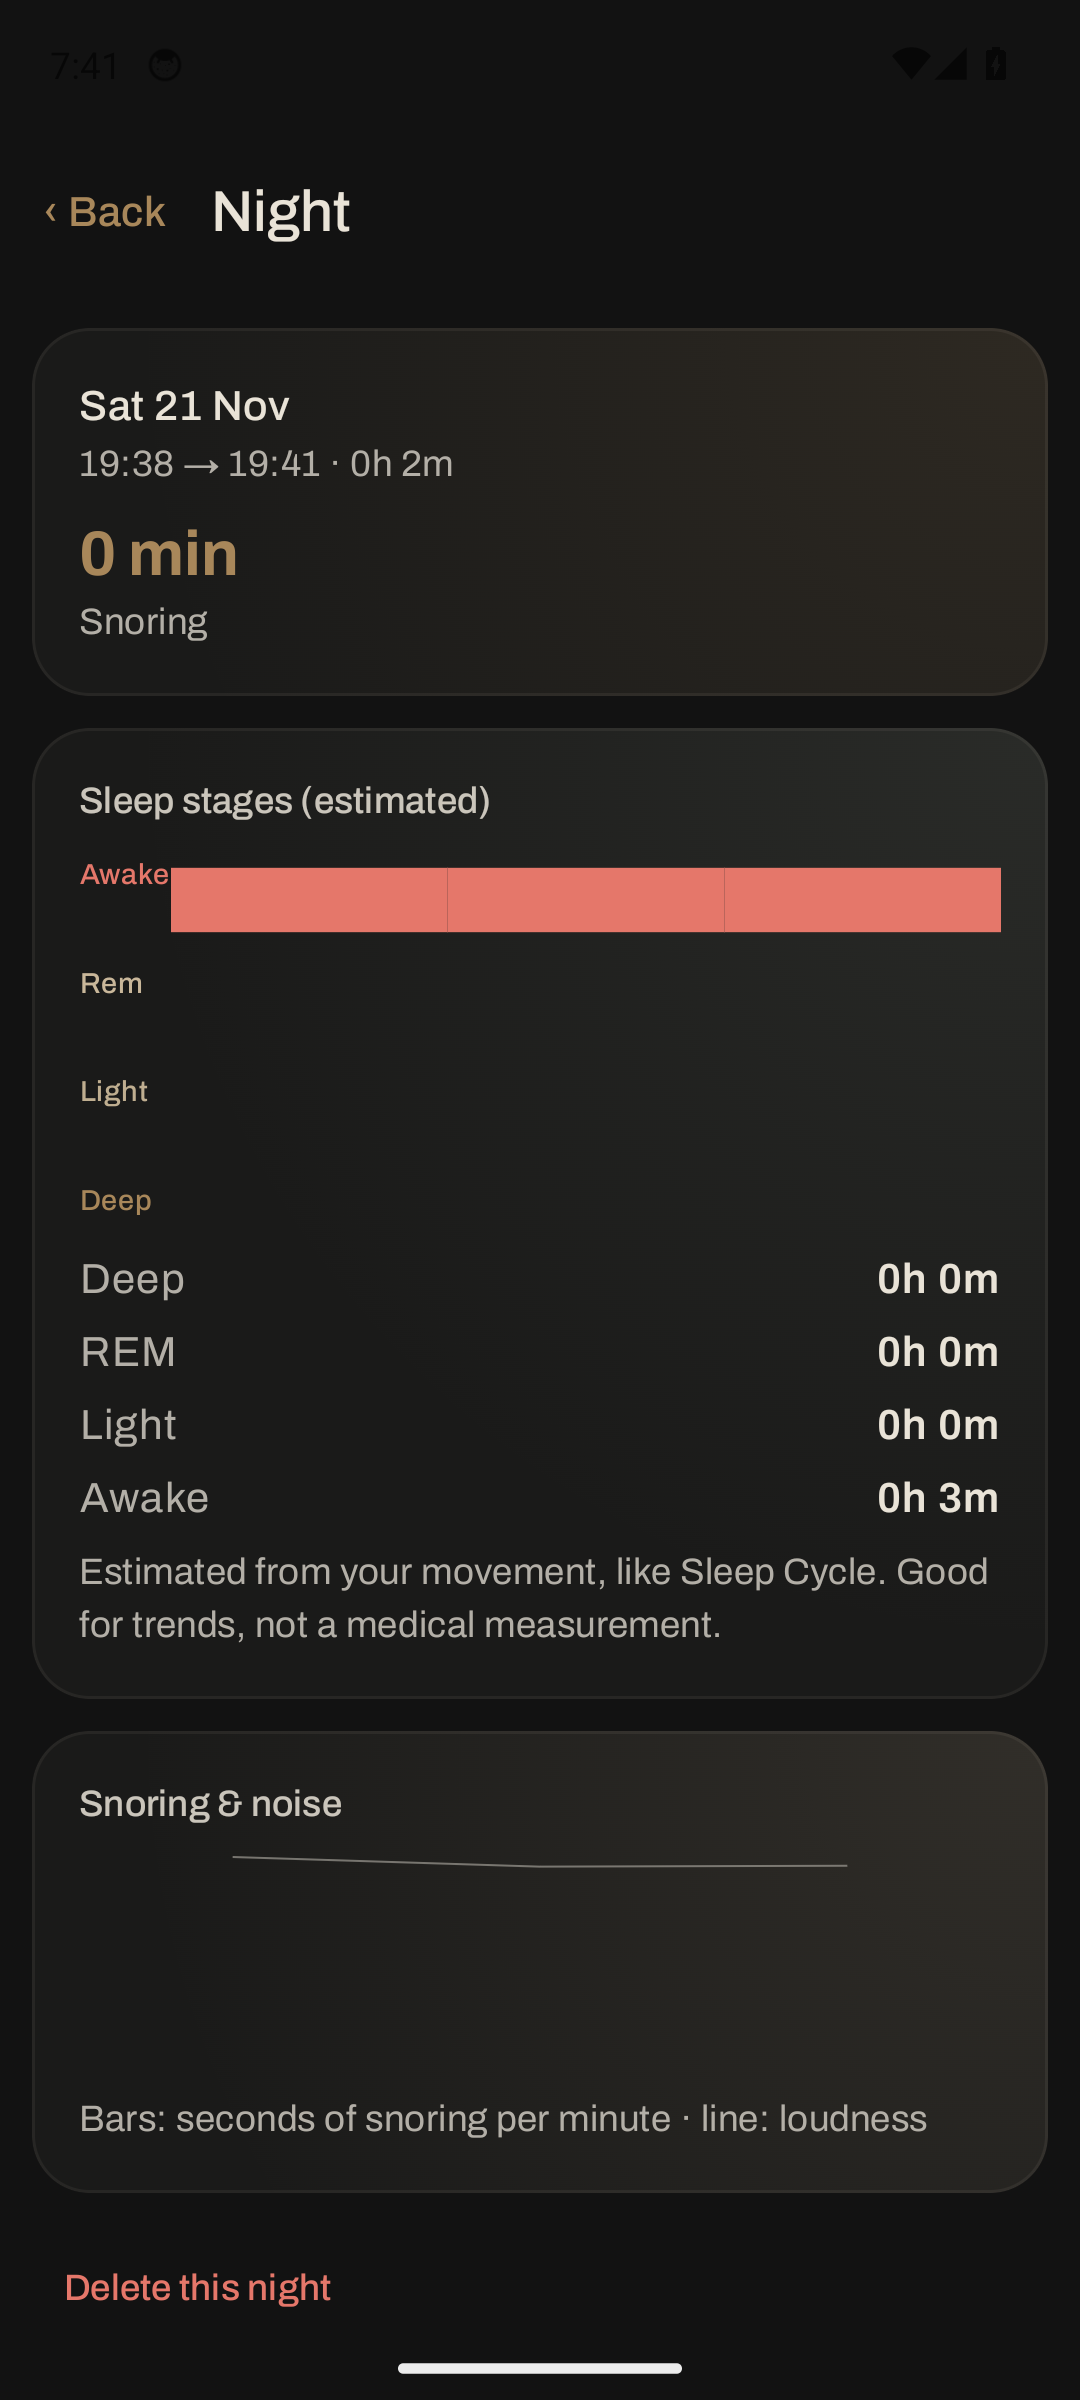 7:41
‹ Back
Night
Sat 21 Nov
19:38 → 19:41 · 0h 2m
0 min
Snoring
Sleep stages (estimated)
Awake
Rem
Light
Deep
Deep 0h 0m
REM 0h 0m
Light 0h 0m
Awake 0h 3m
Estimated from your movement, like Sleep Cycle. Good
for trends, not a medical measurement.
Snoring & noise
Bars: seconds of snoring per minute · line: loudness
Delete this night